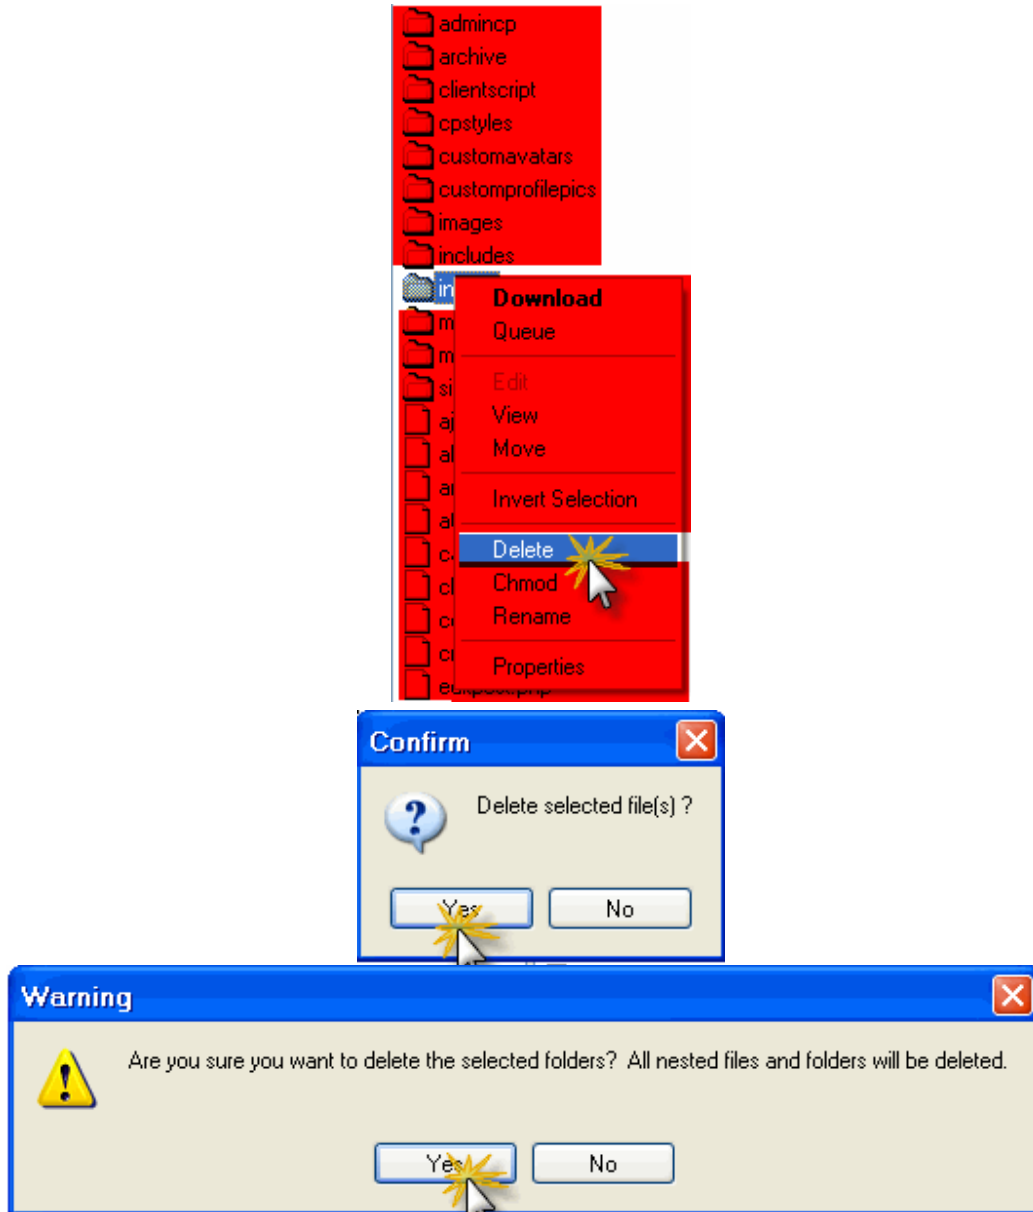 admincp
archive
clientscript
cpstyles
customavatars
customprofilepics
images
includes
in
Download
Queue
Edit
View
Move
Invert Selection
Delete
Chmod
Rename
Properties
Confirm
Delete selected file(s) ?
Yes No
Warning
Are you sure you want to delete the selected folders? All nested files and folders will be deleted.
Yes No